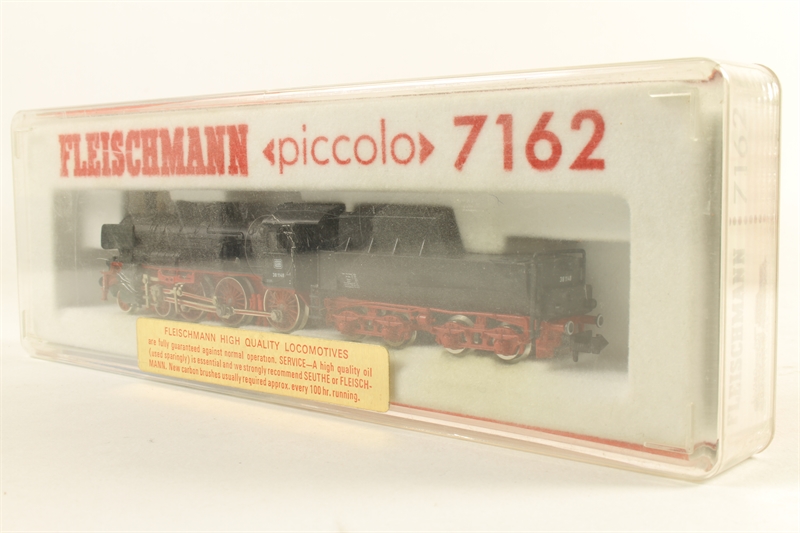 FLEISCHMANN «piccolo» 7162
FLEISCHMANN HIGH QUALITY LOCOMOTIVES
are fully guaranteed against normal operation. SERVICE—A high quality oil
(used sparingly) is essential and we strongly recommend SEUTHE or FLEISCH-
MANN. New carbon brushes usually required approx. every 100 hr. running.
FLEISCHMANN 7162